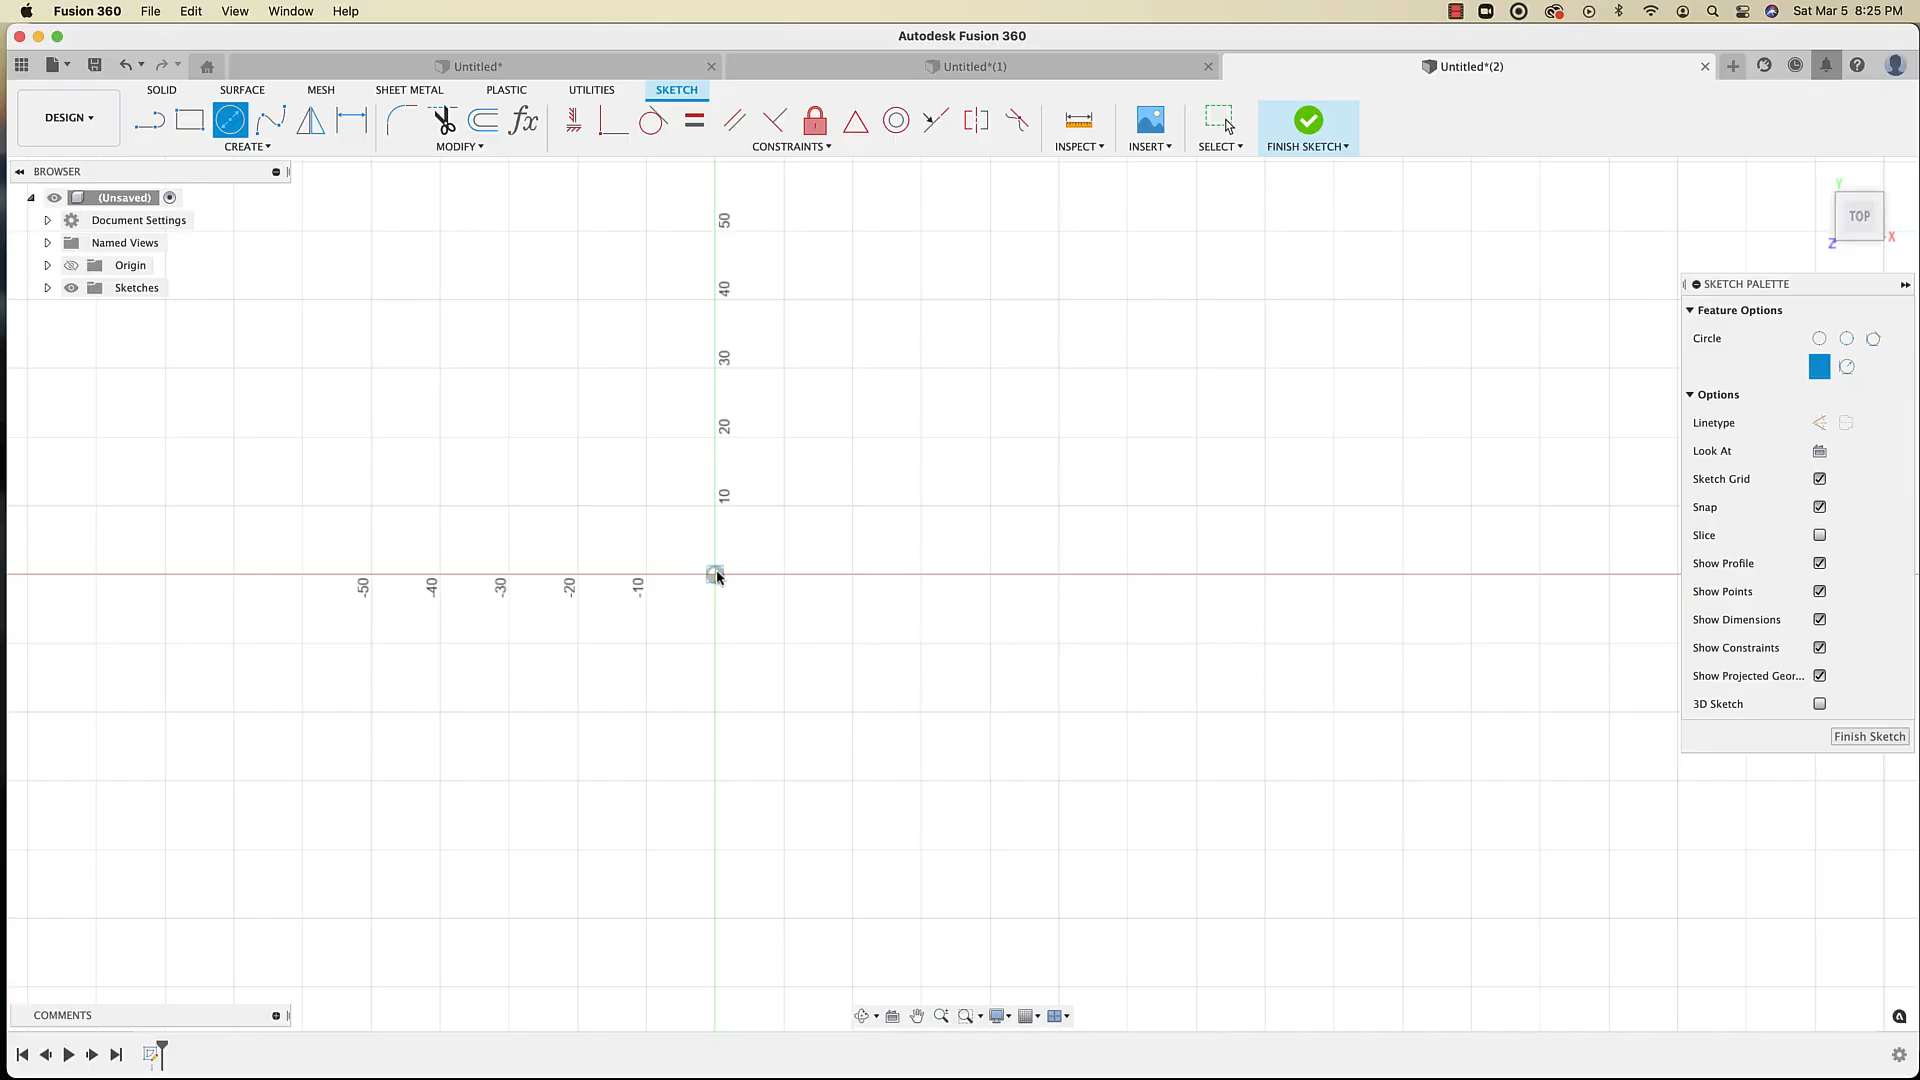 Fusion 360 File Edit View Window Help Sat Mar 5 8:25 PM
Autodesk Fusion 360
Untitled* Untitled*(1) Untitled*(2)
SOLID SURFACE MESH SHEET METAL PLASTIC UTILITIES SKETCH
DESIGN
fx
CREATE MODIFY CONSTRAINTS INSPECT INSERT SELECT FINISH SKETCH
BROWSER
(Unsaved)
Document Settings
Named Views
Origin
Sketches
50
40
30
20
10
-50 -40 -30 -20 -10
Y
TOP
Z X
SKETCH PALETTE
Feature Options
Circle
Options
Linetype
Look At
Sketch Grid
Snap
Slice
Show Profile
Show Points
Show Dimensions
Show Constraints
Show Projected Geor...
3D Sketch
Finish Sketch
COMMENTS